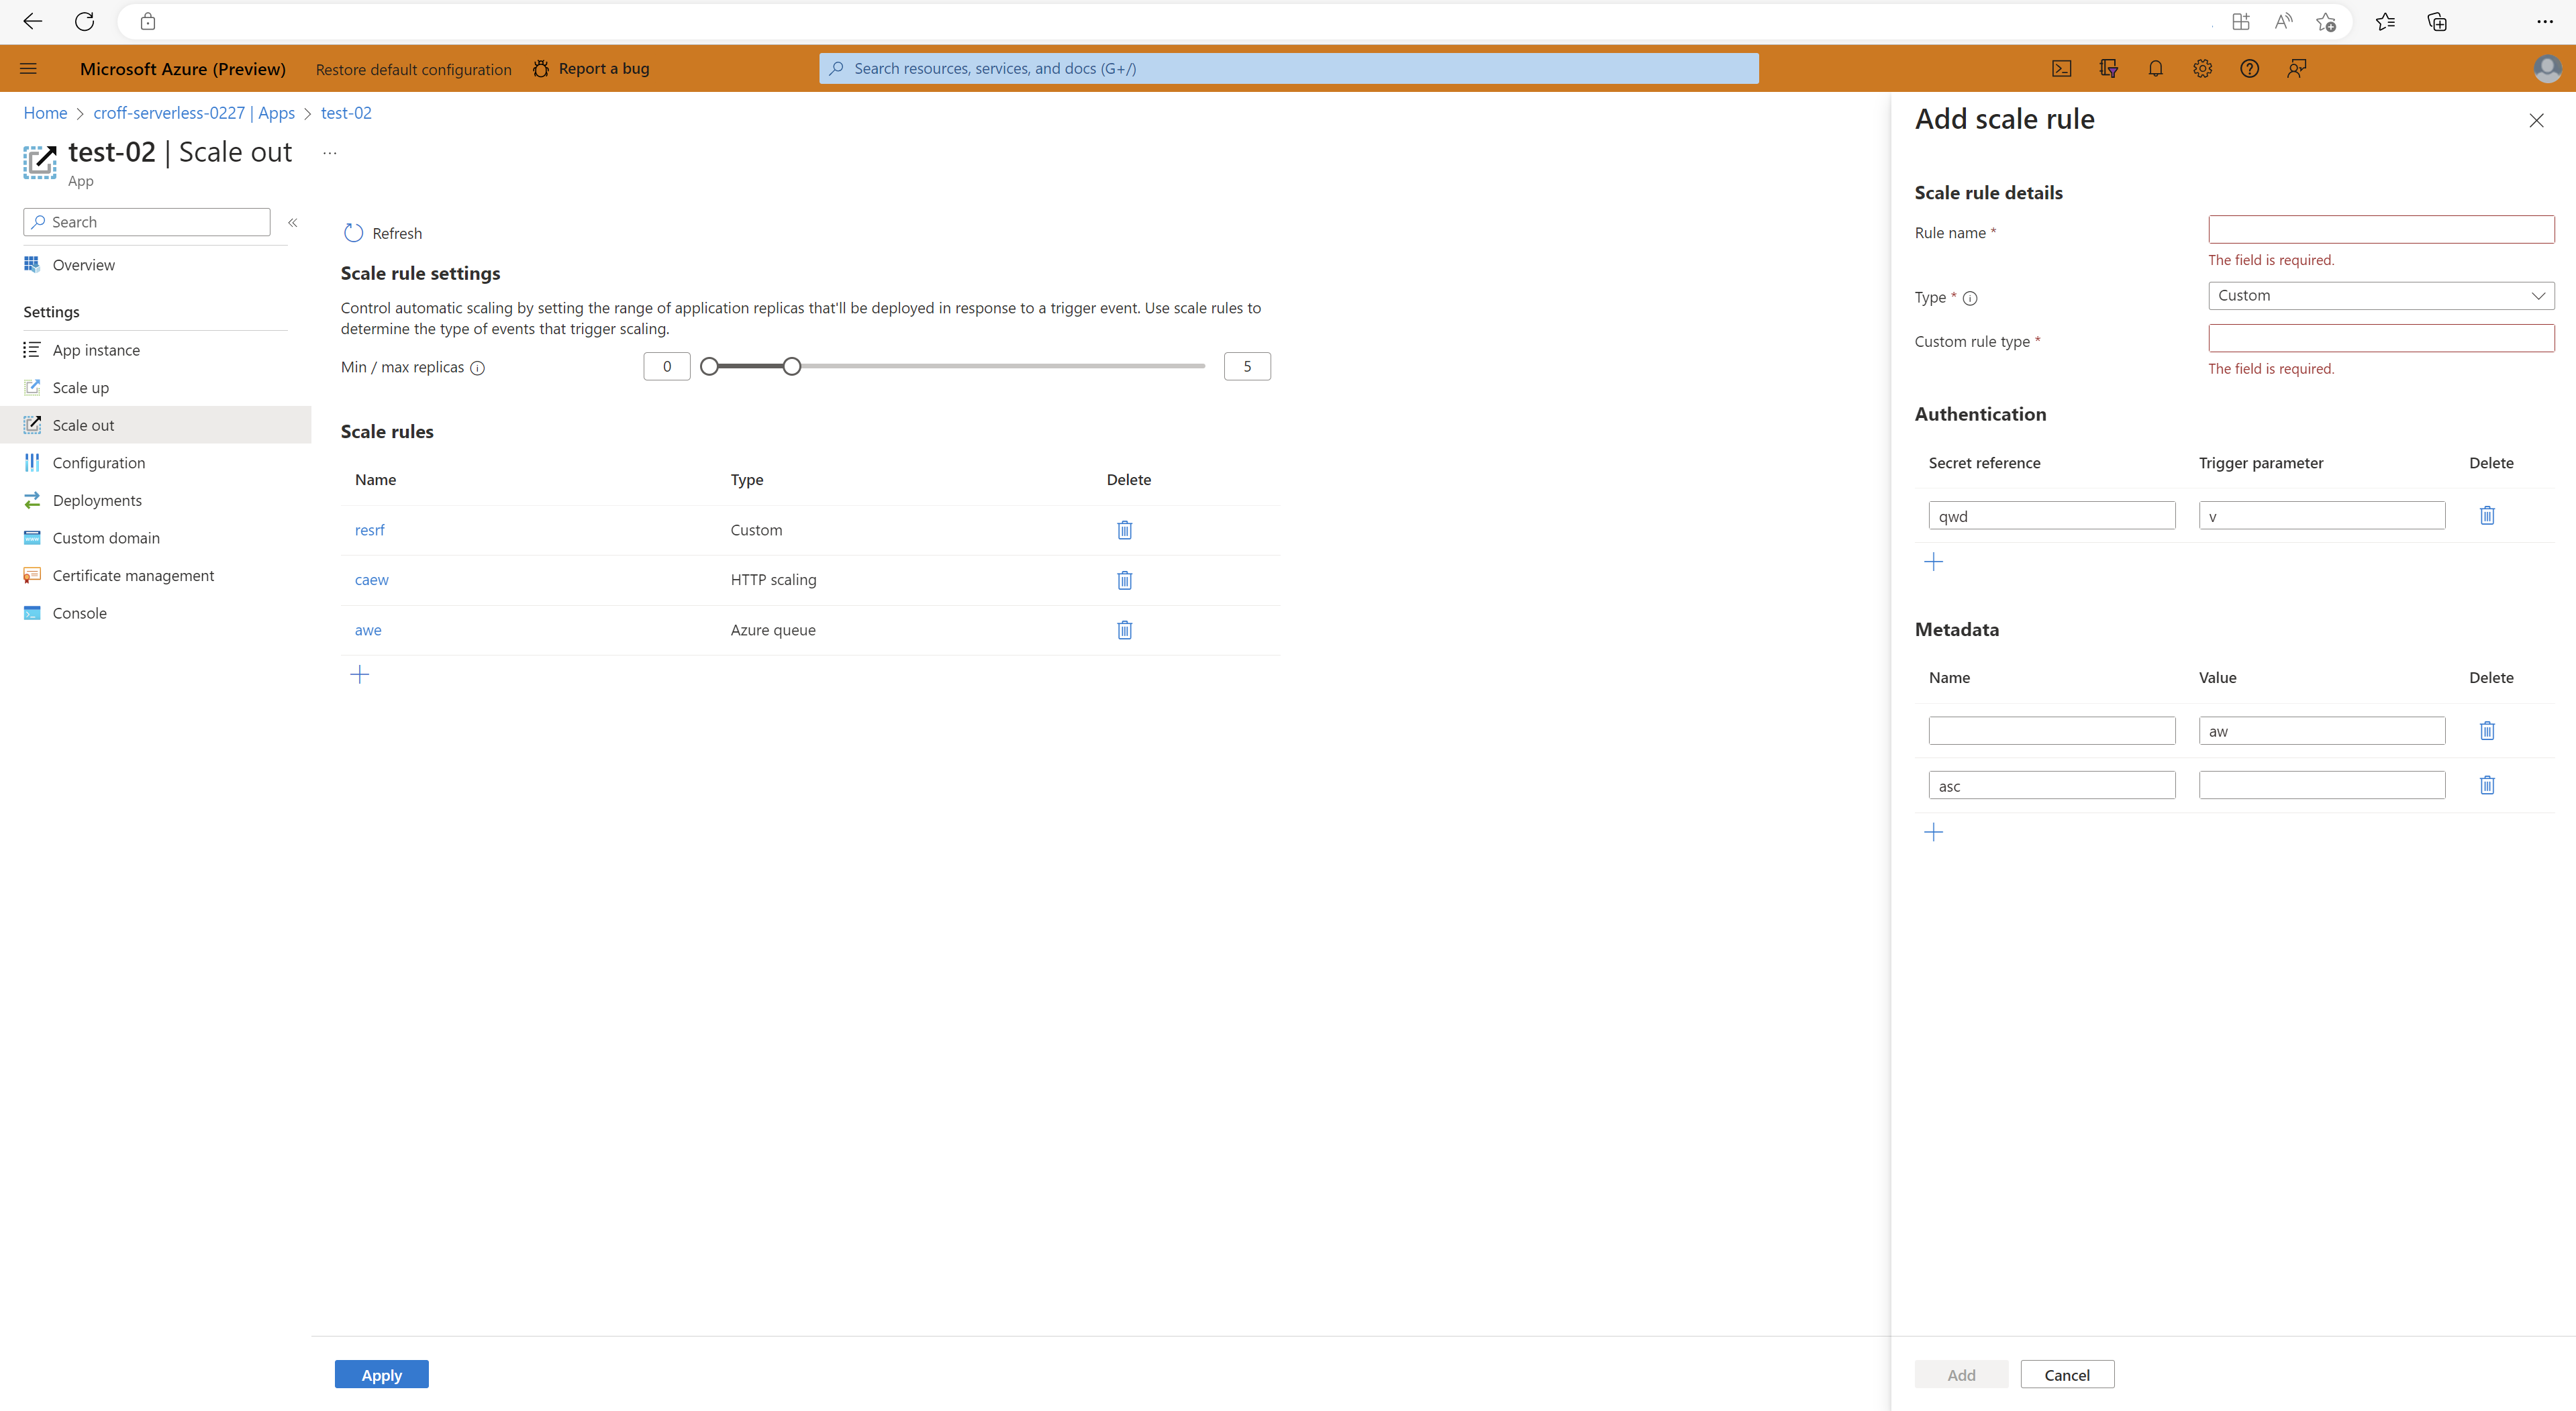 Microsoft Azure (Preview)
Restore default configuration
Report a bug
Search resources, services, and docs (G+/)
Home > croff-serverless-0227 | Apps > test-02
test-02 | Scale out ...
App
Search
Overview
Settings
App instance
Scale up
Scale out
Configuration
Deployments
Custom domain
Certificate management
Console
Refresh
Scale rule settings
Control automatic scaling by setting the range of application replicas that'll be deployed in response to a trigger event. Use scale rules to
determine the type of events that trigger scaling.
Min / max replicas
0
5
Scale rules
Name Type Delete
resrf Custom
caew HTTP scaling
awe Azure queue
Apply
Add scale rule
Scale rule details
Rule name *
The field is required.
Type *
Custom
Custom rule type *
The field is required.
Authentication
Secret reference Trigger parameter Delete
qwd v
Metadata
Name Value Delete
aw
asc
Add Cancel